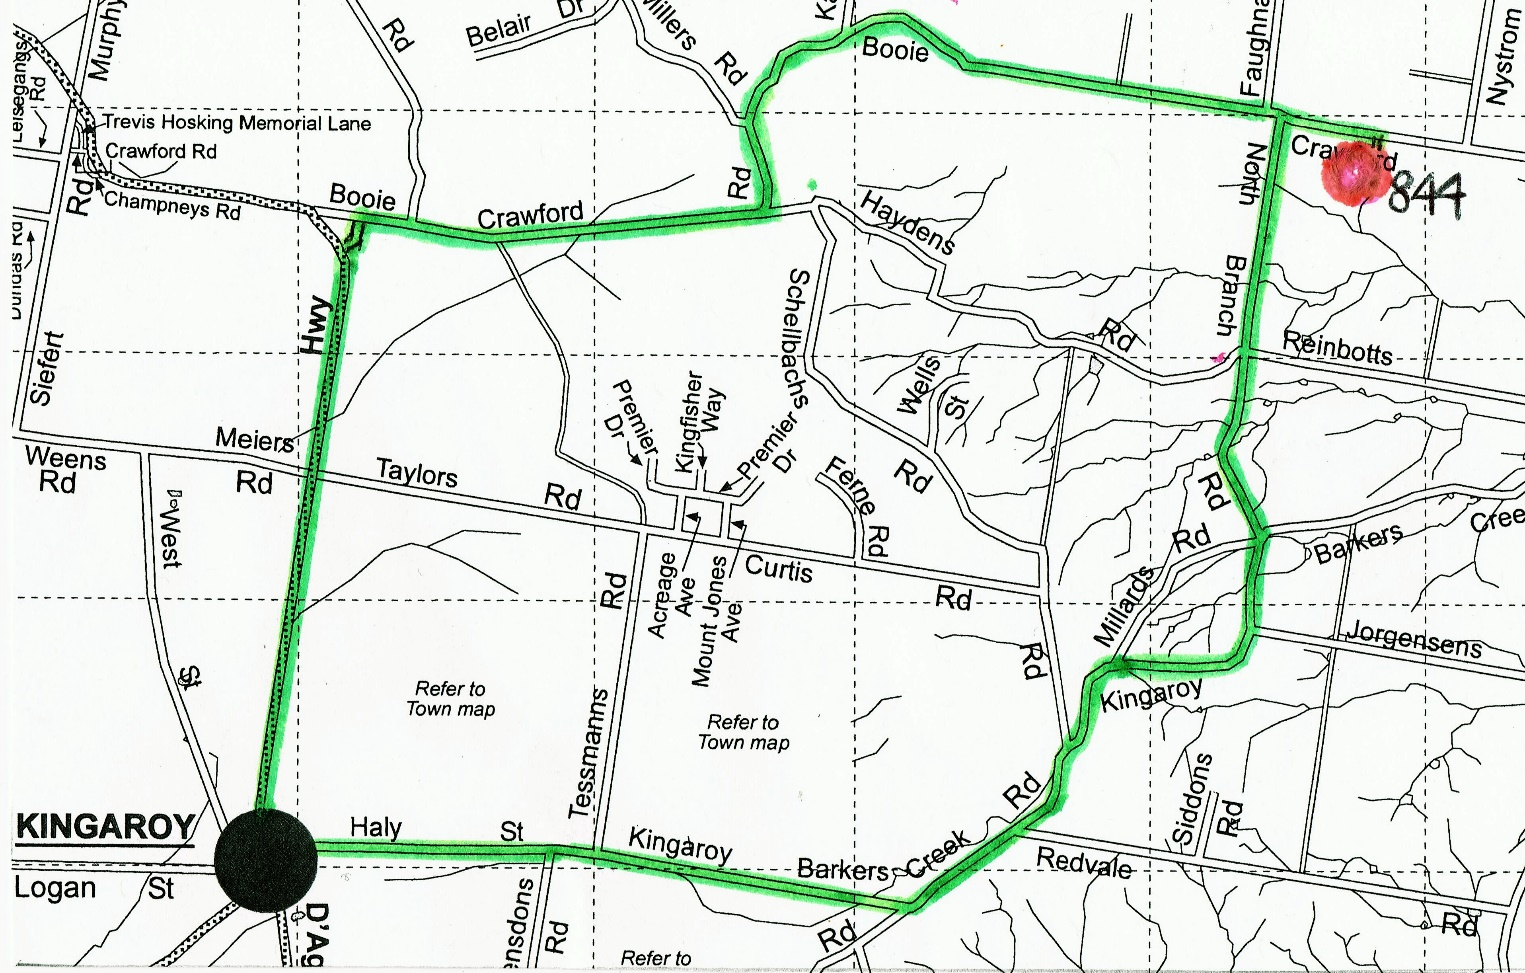 Belair Dr
Millers
Rd
Rd
Murphy
Leisegangs
Rd
Booie
Nystrom
Trevis Hosking Memorial Lane
Crawford Rd
Champneys Rd
Rd
Booie
Crawford
Rd
North
844
Haydens
Rd
Dundas Rd
Siefert
Hwy
Schellbachs
Rd
Branch
Rd
Reinbotts
Wells
St
Premier
Dr
Kingfisher
Way
Premier
Dr
Ferne
Rd
Meiers
Rd
Weens
Rd
Taylors
Rd
West
St
Curtis
Rd
Rd
Acreage
Ave
Mount Jones
Ave
Millards
Rd
Barkers
Jorgensens
Rd
Kingaroy
Refer to
Town map
Refer to
Town map
Tessmanns
Rd
Siddons
Rd
KINGAROY
Haly
St
Kingaroy
Barkers
Creek
Redvale
Rd
Logan
St
D'Ag
Rd
Rd
Refer to